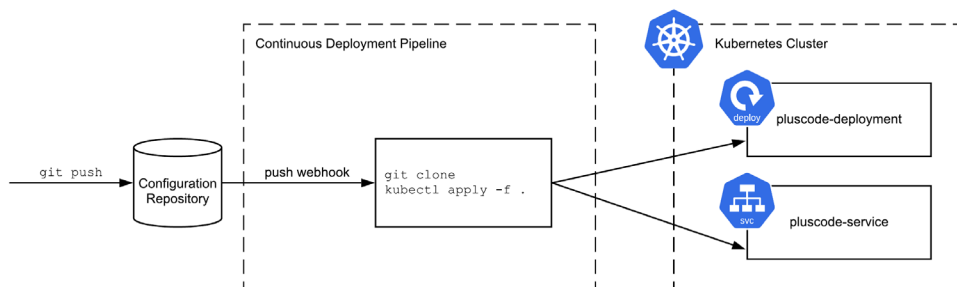 Continuous Deployment Pipeline
Kubernetes Cluster
deploy
pluscode-deployment
git push
Configuration
Repository
push webhook
git clone
kubectl apply -f .
svc
pluscode-service